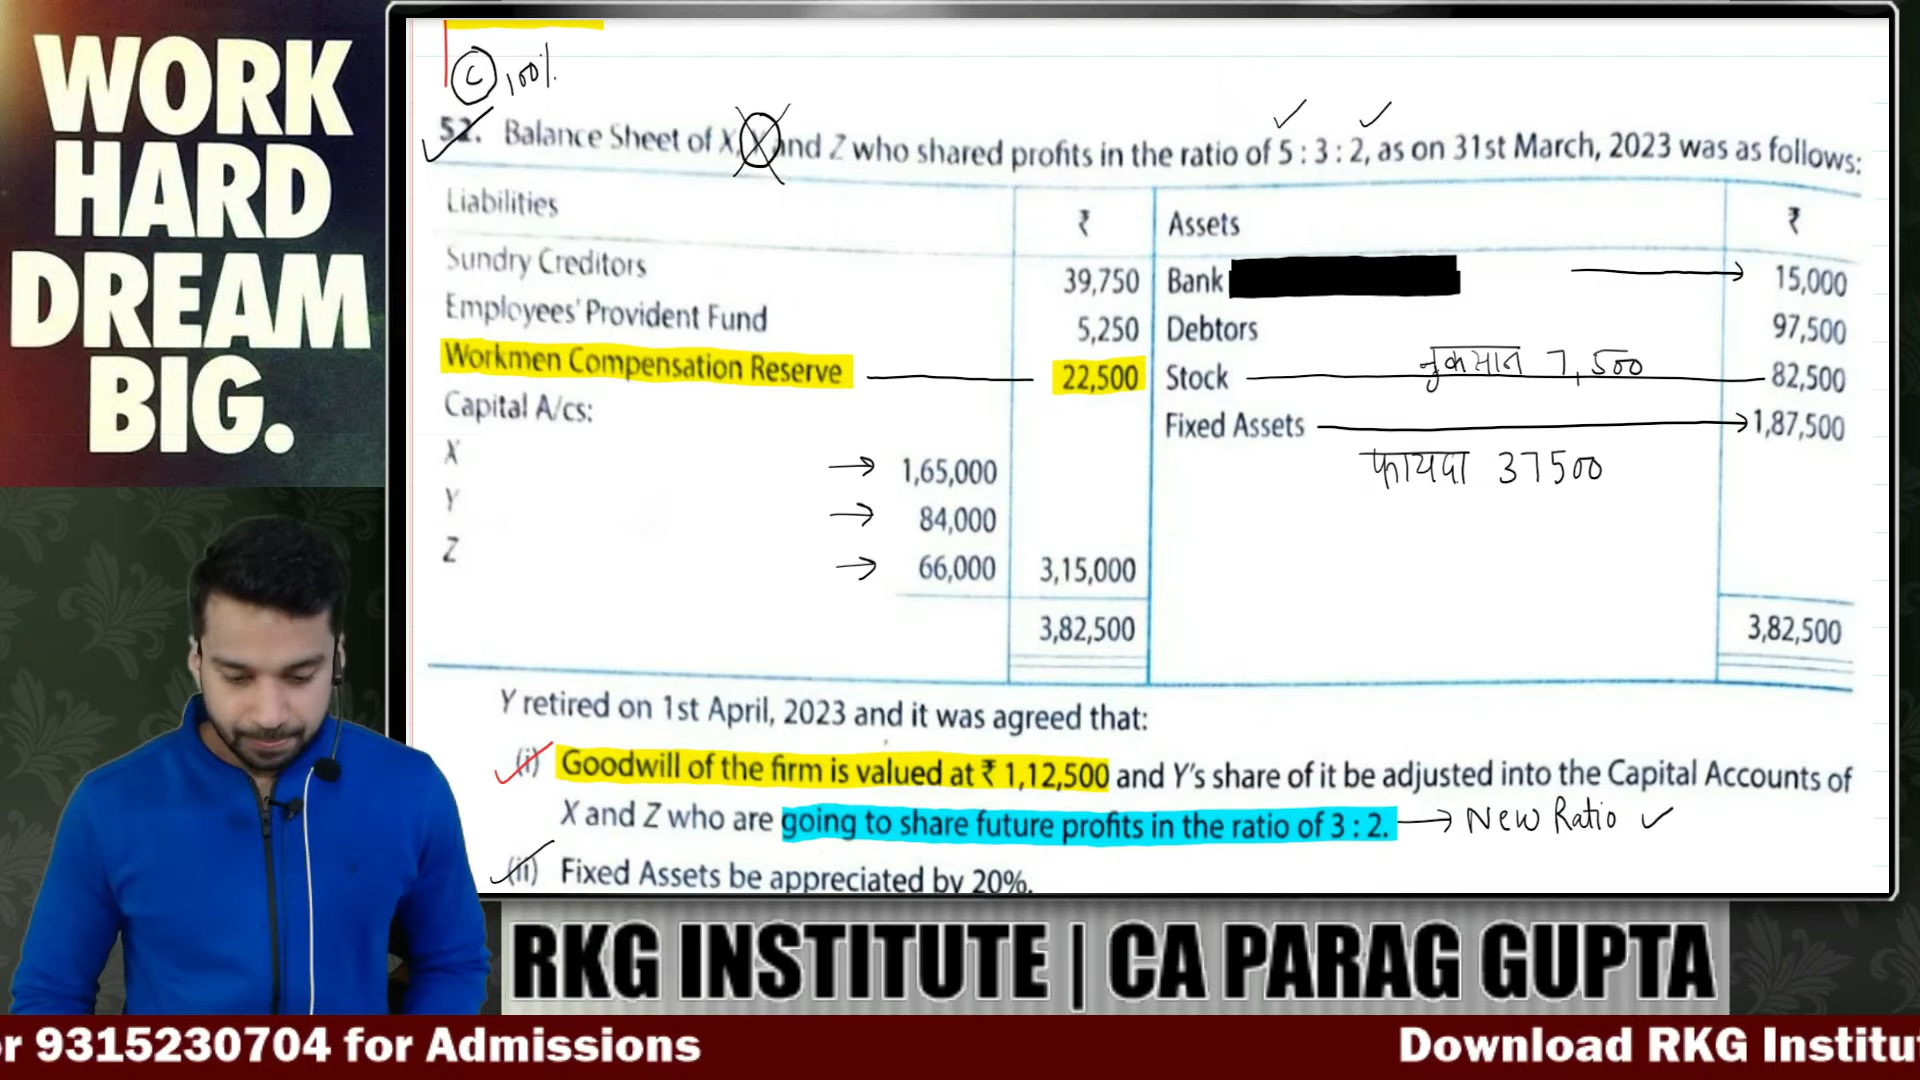 WORK
HARD
DREAM
BIG.
C 100%
52. Balance Sheet of X, Y and Z who shared profits in the ratio of 5 : 3 : 2, as on 31st March, 2023 was as follows:
Liabilities ₹ Assets ₹
Sundry Creditors 39,750 Bank 15,000
Employees' Provident Fund 5,250 Debtors 97,500
Workmen Compensation Reserve 22,500 Stock नुकसान 7,500 82,500
Capital A/cs: Fixed Assets 1,87,500
फायदा 37500
X 1,65,000
Y 84,000
Z 66,000 3,15,000
3,82,500 3,82,500
Y retired on 1st April, 2023 and it was agreed that:
(i) Goodwill of the firm is valued at ₹ 1,12,500 and Y's share of it be adjusted into the Capital Accounts of
X and Z who are going to share future profits in the ratio of 3 : 2. → New Ratio ✓
(ii) Fixed Assets be appreciated by 20%.
RKG INSTITUTE | CA PARAG GUPTA
r 9315230704 for Admissions Download RKG Institu